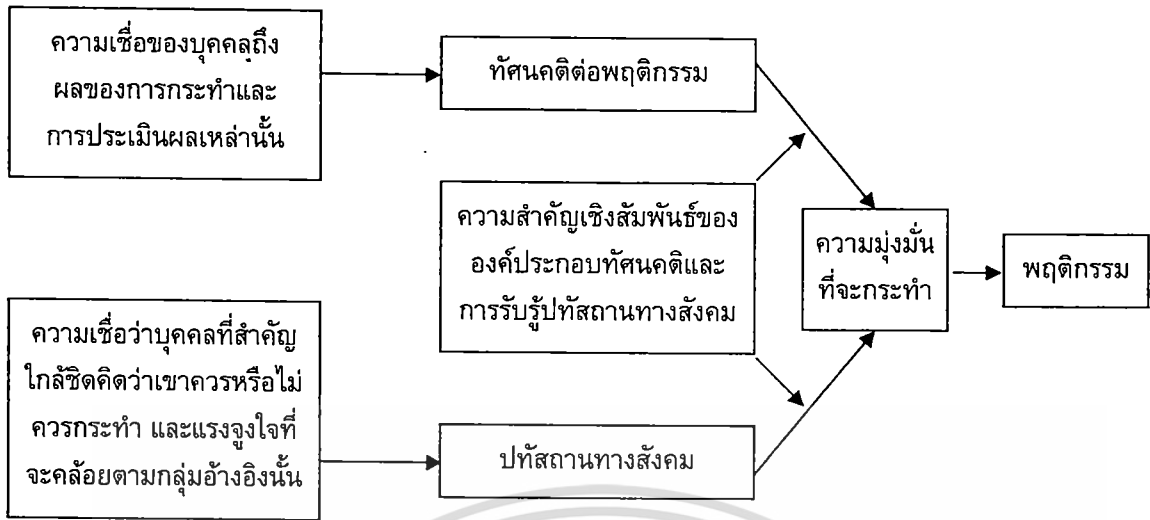 ความเชื่อของบุคคลถึง
ผลของการกระทำและ
การประเมินผลเหล่านั้น
ทัศนคติต่อพฤติกรรม
ความสำคัญเชิงสัมพันธ์ของ
องค์ประกอบทัศนคติและ
การรับรู้ปทัสถานทางสังคม
ความมุ่งมั่น
ที่จะกระทำ
พฤติกรรม
ความเชื่อว่าบุคคลที่สำคัญ
ใกล้ชิดคิดว่าเขาควรหรือไม่
ควรกระทำ และแรงจูงใจที่
จะคล้อยตามกลุ่มอ้างอิงนั้น
ปทัสถานทางสังคม